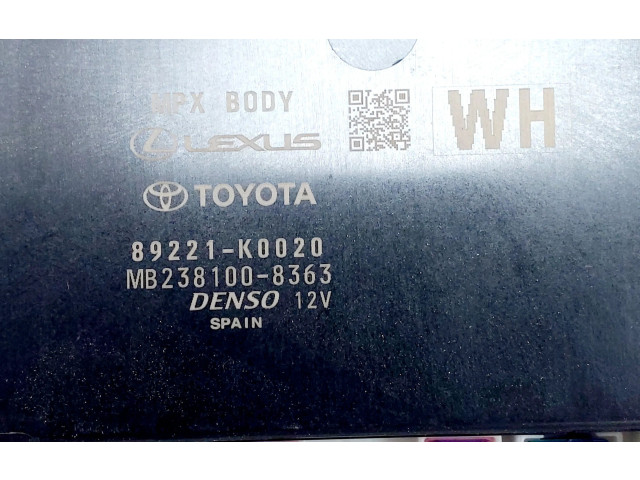 MPX BODY
LEXUS
WH
TOYOTA
89221-K0020
MB238100-8363
DENSO 12V
SPAIN